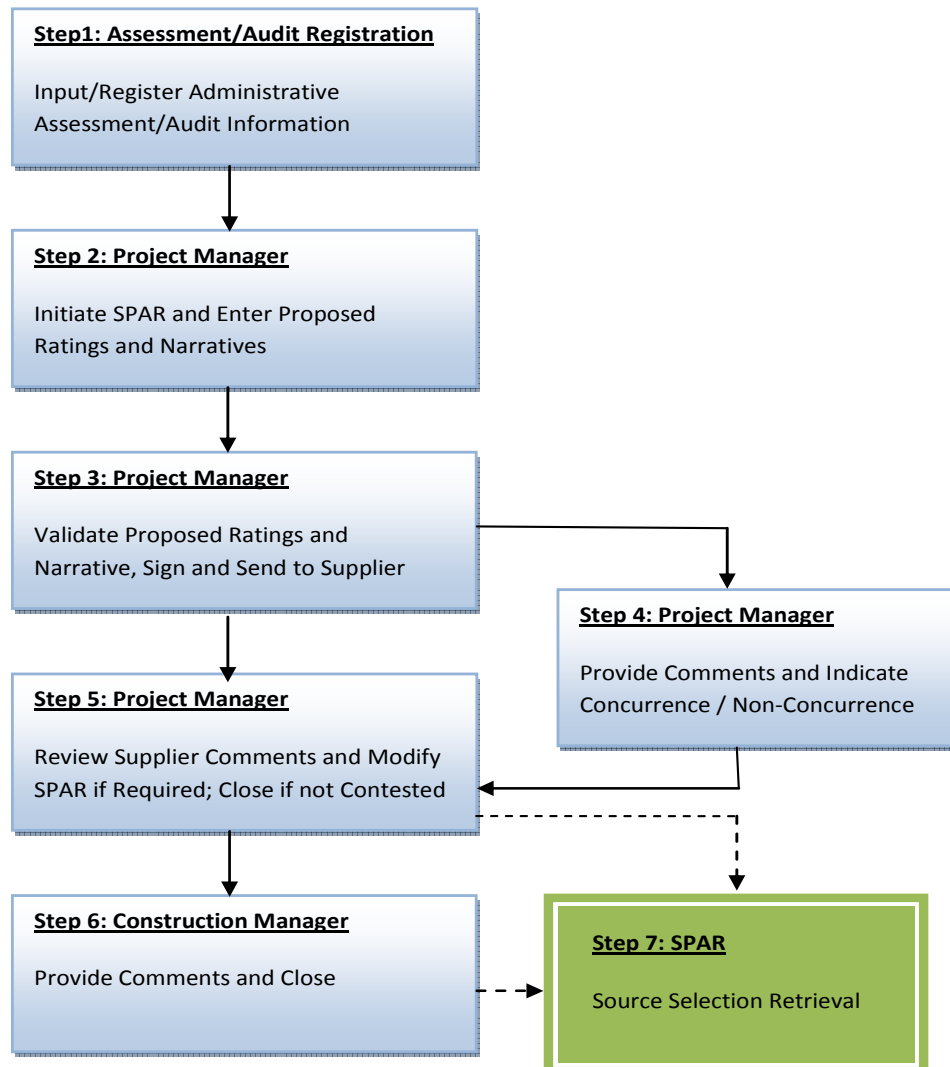 Step1: Assessment/Audit Registration
Input/Register Administrative
Assessment/Audit Information
Step 2: Project Manager
Initiate SPAR and Enter Proposed
Ratings and Narratives
Step 3: Project Manager
Validate Proposed Ratings and
Narrative, Sign and Send to Supplier
Step 4: Project Manager
Provide Comments and Indicate
Concurrence / Non-Concurrence
Step 5: Project Manager
Review Supplier Comments and Modify
SPAR if Required; Close if not Contested
Step 6: Construction Manager
Provide Comments and Close
Step 7: SPAR
Source Selection Retrieval